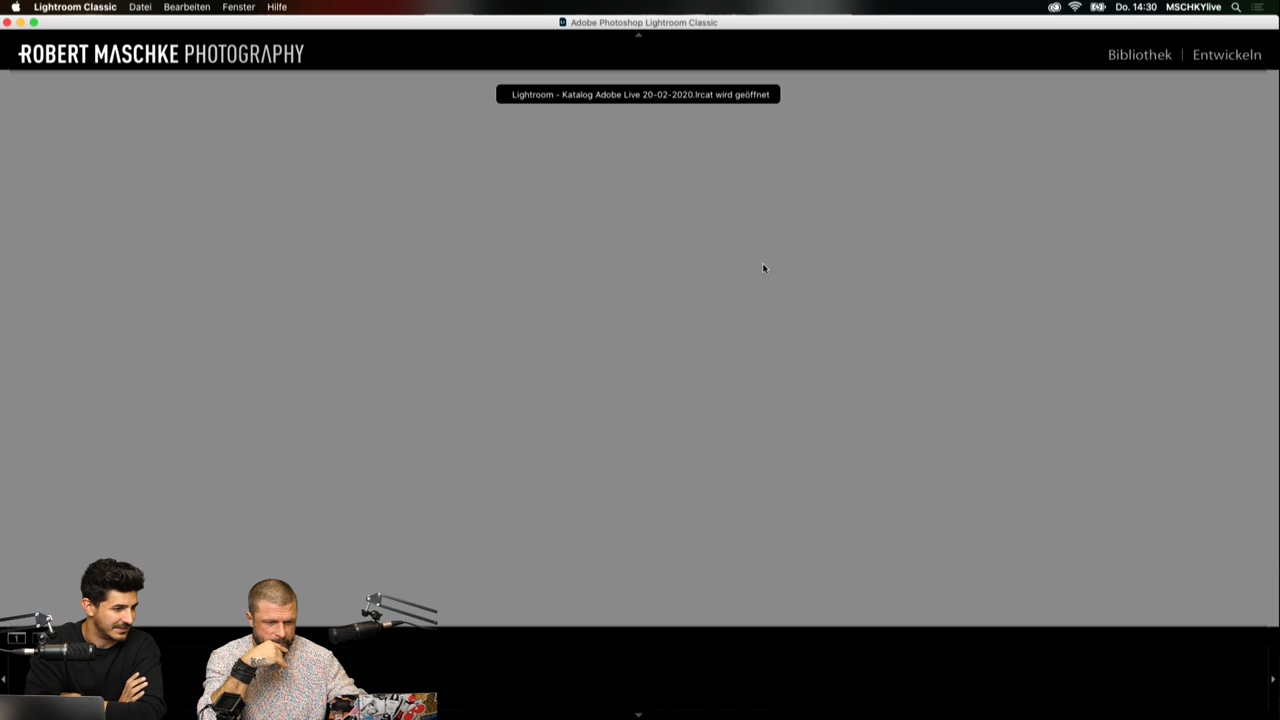 Lightroom Classic Datei Bearbeiten Fenster Hilfe Do. 14:30 MSCHKYlive
Adobe Photoshop Lightroom Classic
ROBERT MASCHKE PHOTOGRAPHY Bibliothek | Entwickeln
Lightroom - Katalog Adobe Live 20-02-2020.lrcat wird geöffnet
1